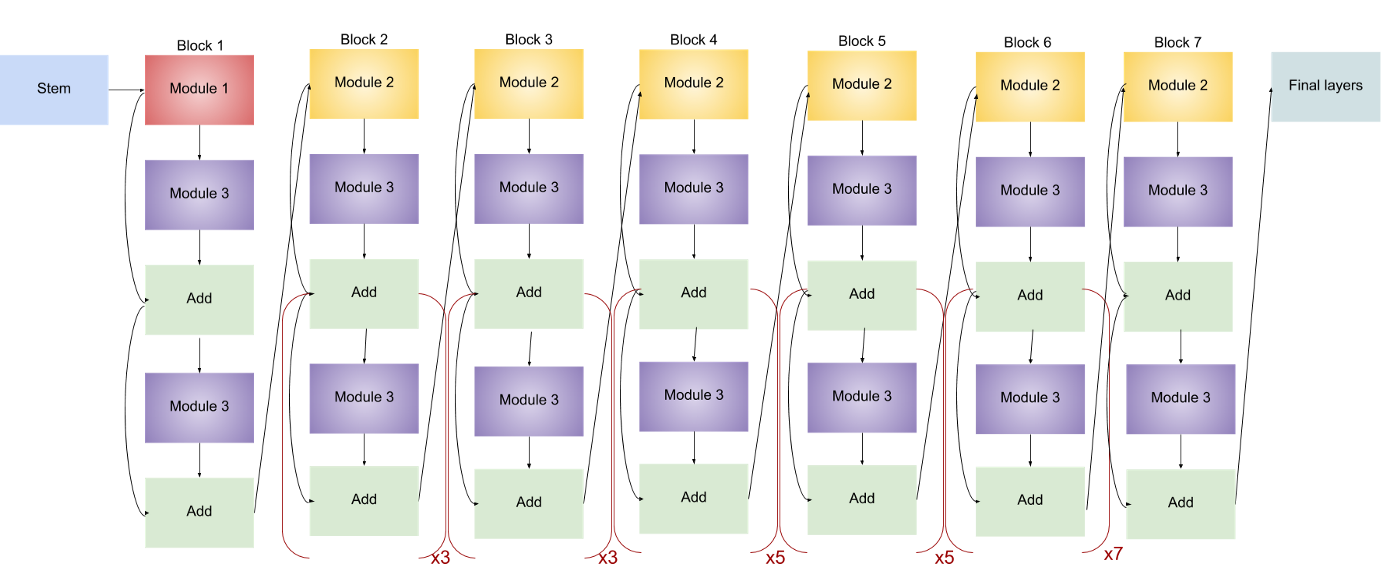 Block 1
Block 2
Block 3
Block 4
Block 5
Block 6
Block 7
Stem
Module 1
Module 2
Module 2
Module 2
Module 2
Module 2
Module 2
Final layers
Module 3
Module 3
Module 3
Module 3
Module 3
Module 3
Module 3
Add
Add
Add
Add
Add
Add
Add
Module 3
Module 3
Module 3
Module 3
Module 3
Module 3
Module 3
Add
Add
Add
Add
Add
Add
Add
x3
x3
x5
x5
x7